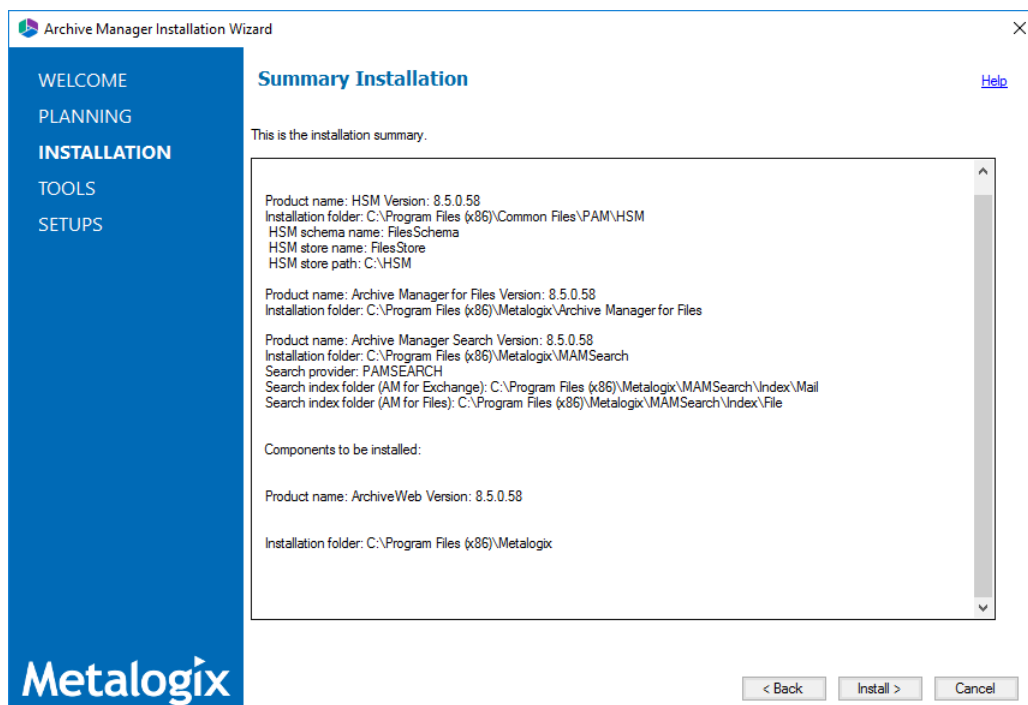 Archive Manager Installation Wizard
WELCOME
PLANNING
INSTALLATION
TOOLS
SETUPS
Metalogix
Summary Installation
Help
This is the installation summary.
Product name: HSM Version: 8.5.0.58
Installation folder: C:\Program Files (x86)\Common Files\PAM\HSM
HSM schema name: FilesSchema
HSM store name: FilesStore
HSM store path: C:\HSM
Product name: Archive Manager for Files Version: 8.5.0.58
Installation folder: C:\Program Files (x86)\Metalogix\Archive Manager for Files
Product name: Archive Manager Search Version: 8.5.0.58
Installation folder: C:\Program Files (x86)\Metalogix\MAMSearch
Search provider: PAMSEARCH
Search index folder (AM for Exchange): C:\Program Files (x86)\Metalogix\MAMSearch\Index\Mail
Search index folder (AM for Files): C:\Program Files (x86)\Metalogix\MAMSearch\Index\File
Components to be installed:
Product name: ArchiveWeb Version: 8.5.0.58
Installation folder: C:\Program Files (x86)\Metalogix
< Back
Install >
Cancel